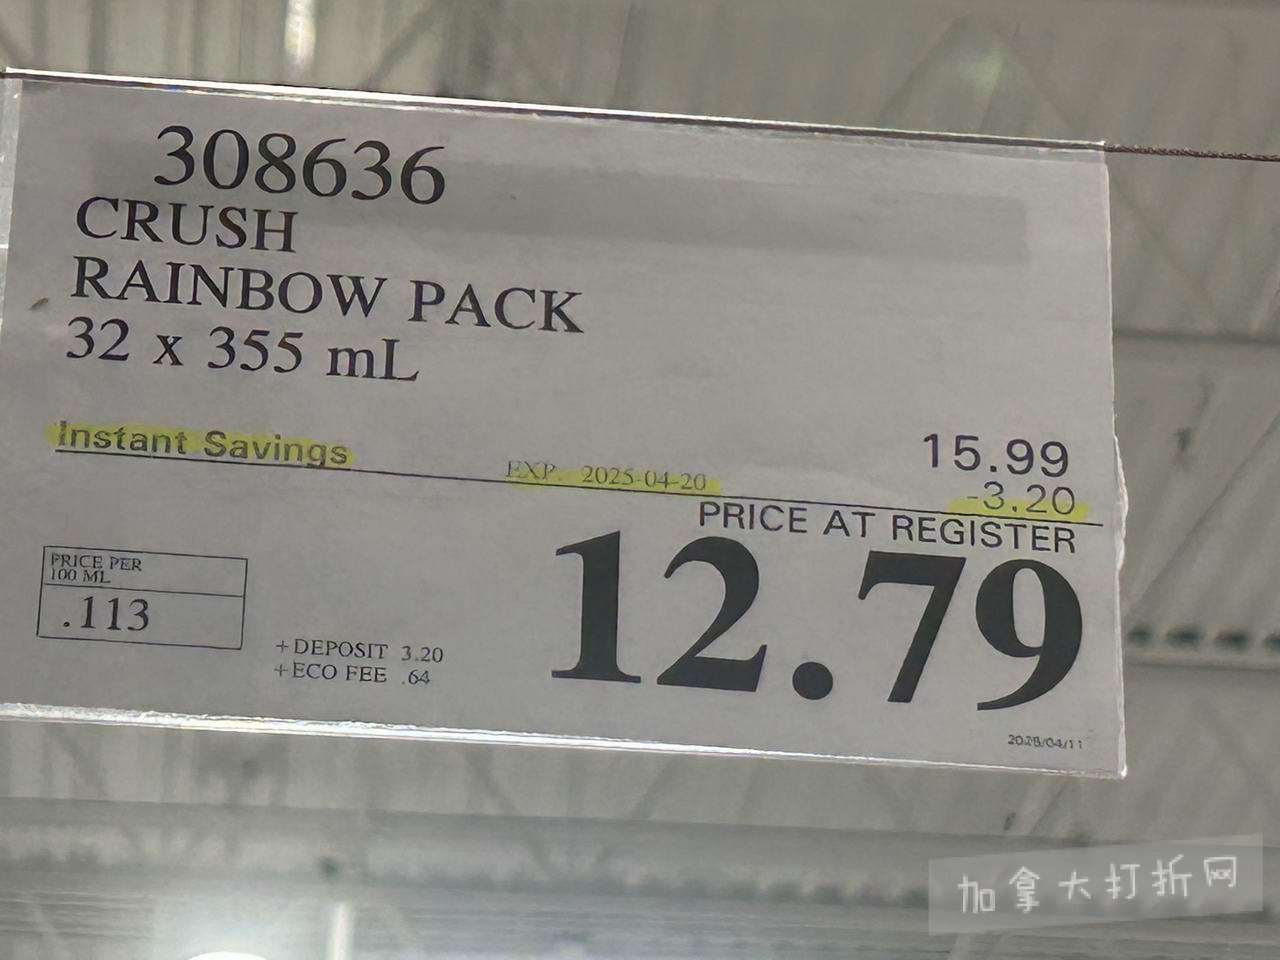 308636
CRUSH
RAINBOW PACK
32 x 355 mL
Instant Savings EXP. 2025-04-20 15.99
-3.20
PRICE AT REGISTER
12.79
PRICE PER
100 ML
.113
+DEPOSIT 3.20
+ECO FEE .64
加拿大打折网